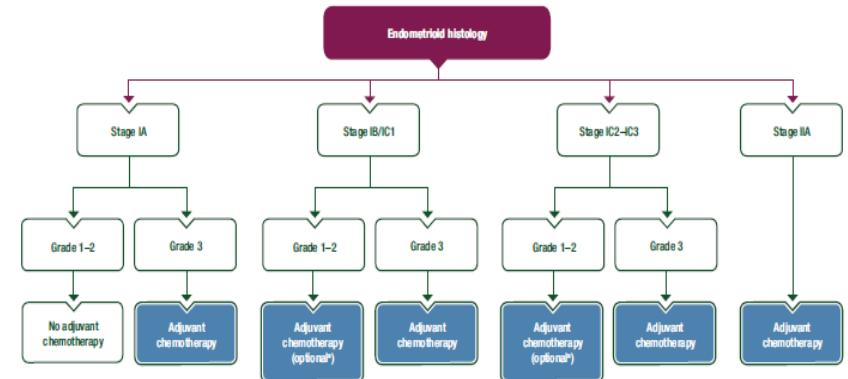 Endometrioid histology
Stage IA
Stage IB/IC1
Stage IC2–IC3
Stage IIA
Grade 1–2
Grade 3
Grade 1–2
Grade 3
Grade 1–2
Grade 3
No adjuvant
chemotherapy
Adjuvant
chemotherapy
Adjuvant
chemotherapy
(optional*)
Adjuvant
chemotherapy
Adjuvant
chemotherapy
(optional*)
Adjuvant
chemotherapy
Adjuvant
chemotherapy